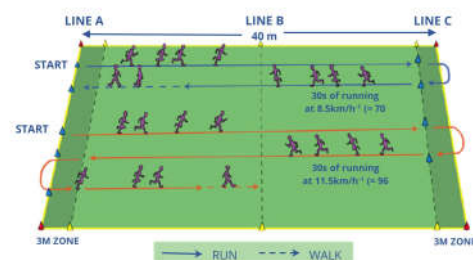 LINE A
LINE B
LINE C
40 m
START
30s of running
at 8.5km/h⁻¹ (= 70
START
30s of running
at 11.5km/h⁻¹ (= 96
3M ZONE
3M ZONE
RUN
WALK